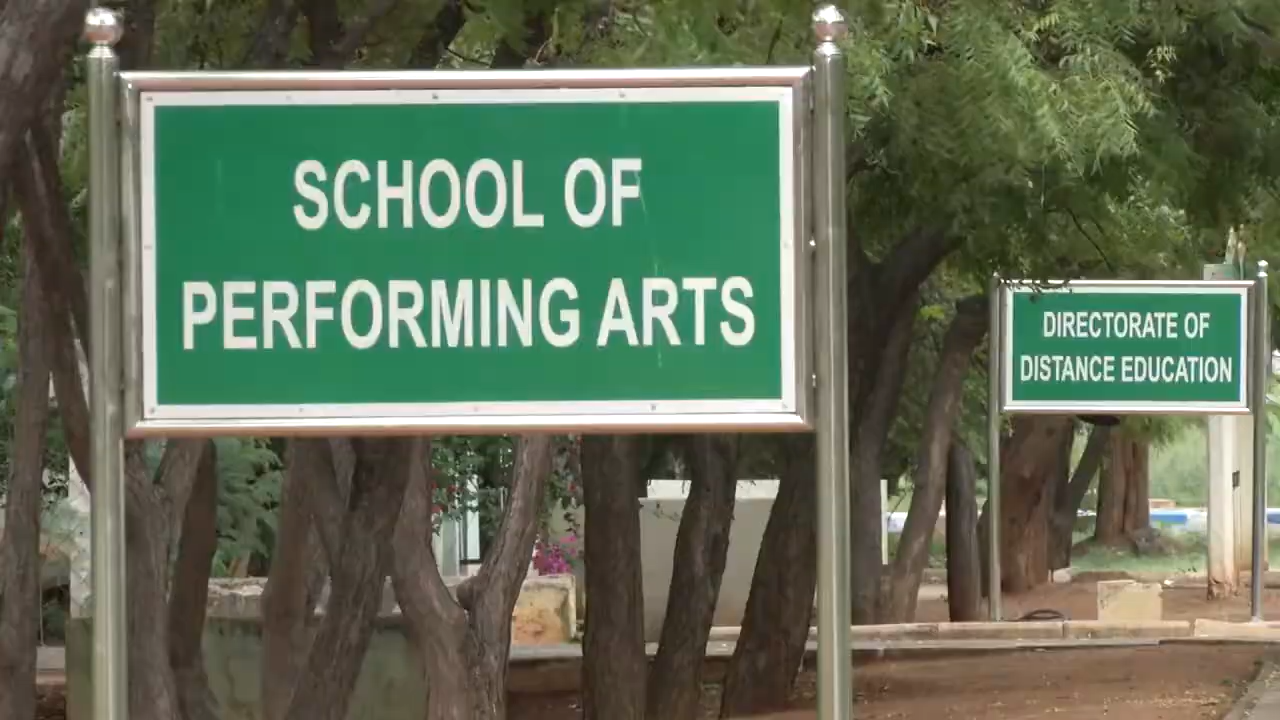 SCHOOL OF
PERFORMING ARTS
DIRECTORATE OF
DISTANCE EDUCATION